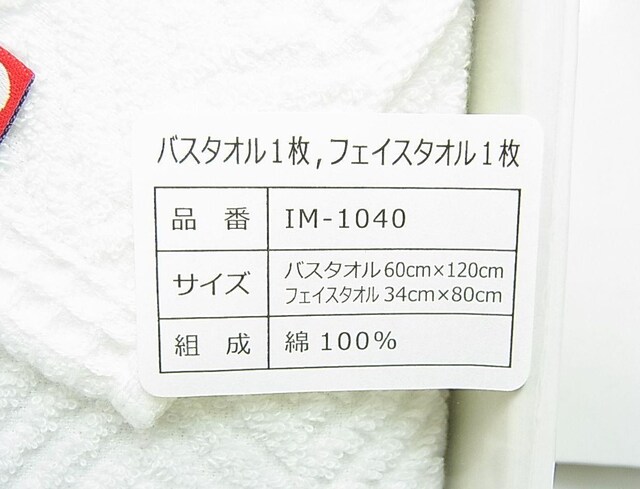 バスタオル1枚,フェイスタオル1枚
品番 IM-1040
サイズ バスタオル 60cm×120cm
フェイスタオル 34cm×80cm
組成 綿 100%